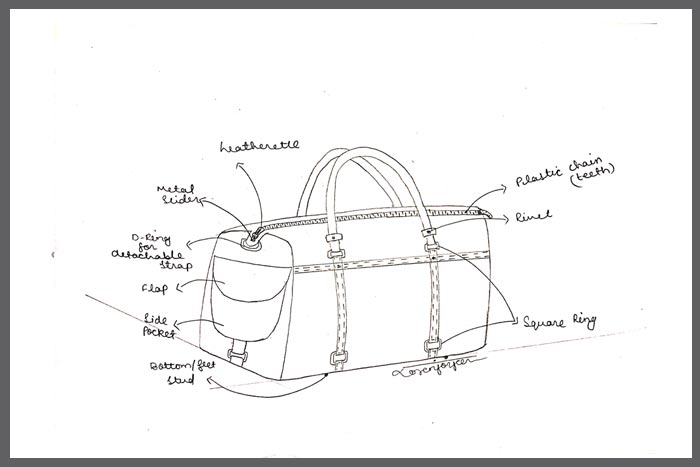 Leatherette
Metal
Slider
D-Ring
for
detachable
Strap
Flap
Side
Pocket
Bottom/feet
Stud
Plastic chain
(teeth)
Rivet
Square Ring